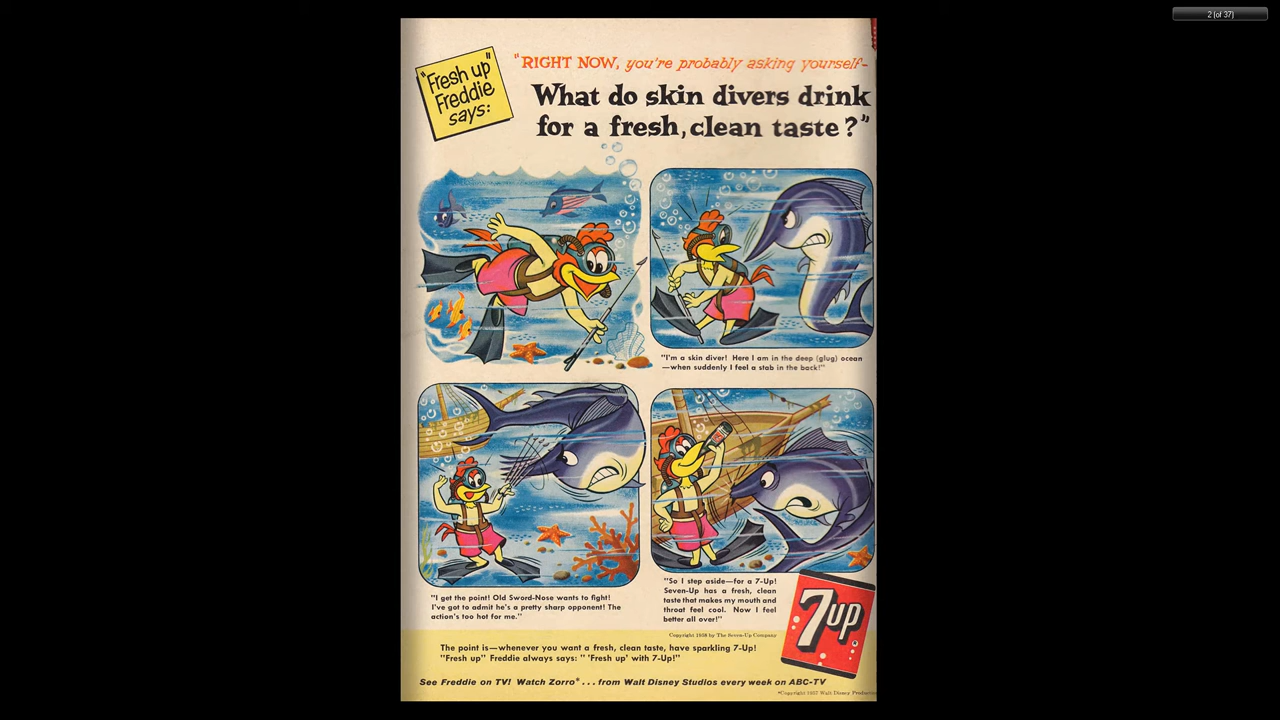 2 (of 37)
"Fresh up"
Freddie
says:
"RIGHT NOW, you're probably asking yourself-
What do skin divers drink
for a fresh, clean taste?"
"I'm a skin diver! Here I am in the deep (glug) ocean
—when suddenly I feel a stab in the back!"
"I get the point! Old Sword-Nose wants to fight!
I've got to admit he's a pretty sharp opponent! The
action's too hot for me."
"So I step aside—for a 7-Up!
Seven-Up has a fresh, clean
taste that makes my mouth and
throat feel cool. Now I feel
better all over!"
7up
Copyright 1958 by The Seven-Up Company
The point is—whenever you want a fresh, clean taste, have sparkling 7-Up!
"Fresh up" Freddie always says: " 'Fresh up' with 7-Up!"
See Freddie on TV! Watch Zorro* . . . from Walt Disney Studios every week on ABC-TV
*Copyright 1957 Walt Disney